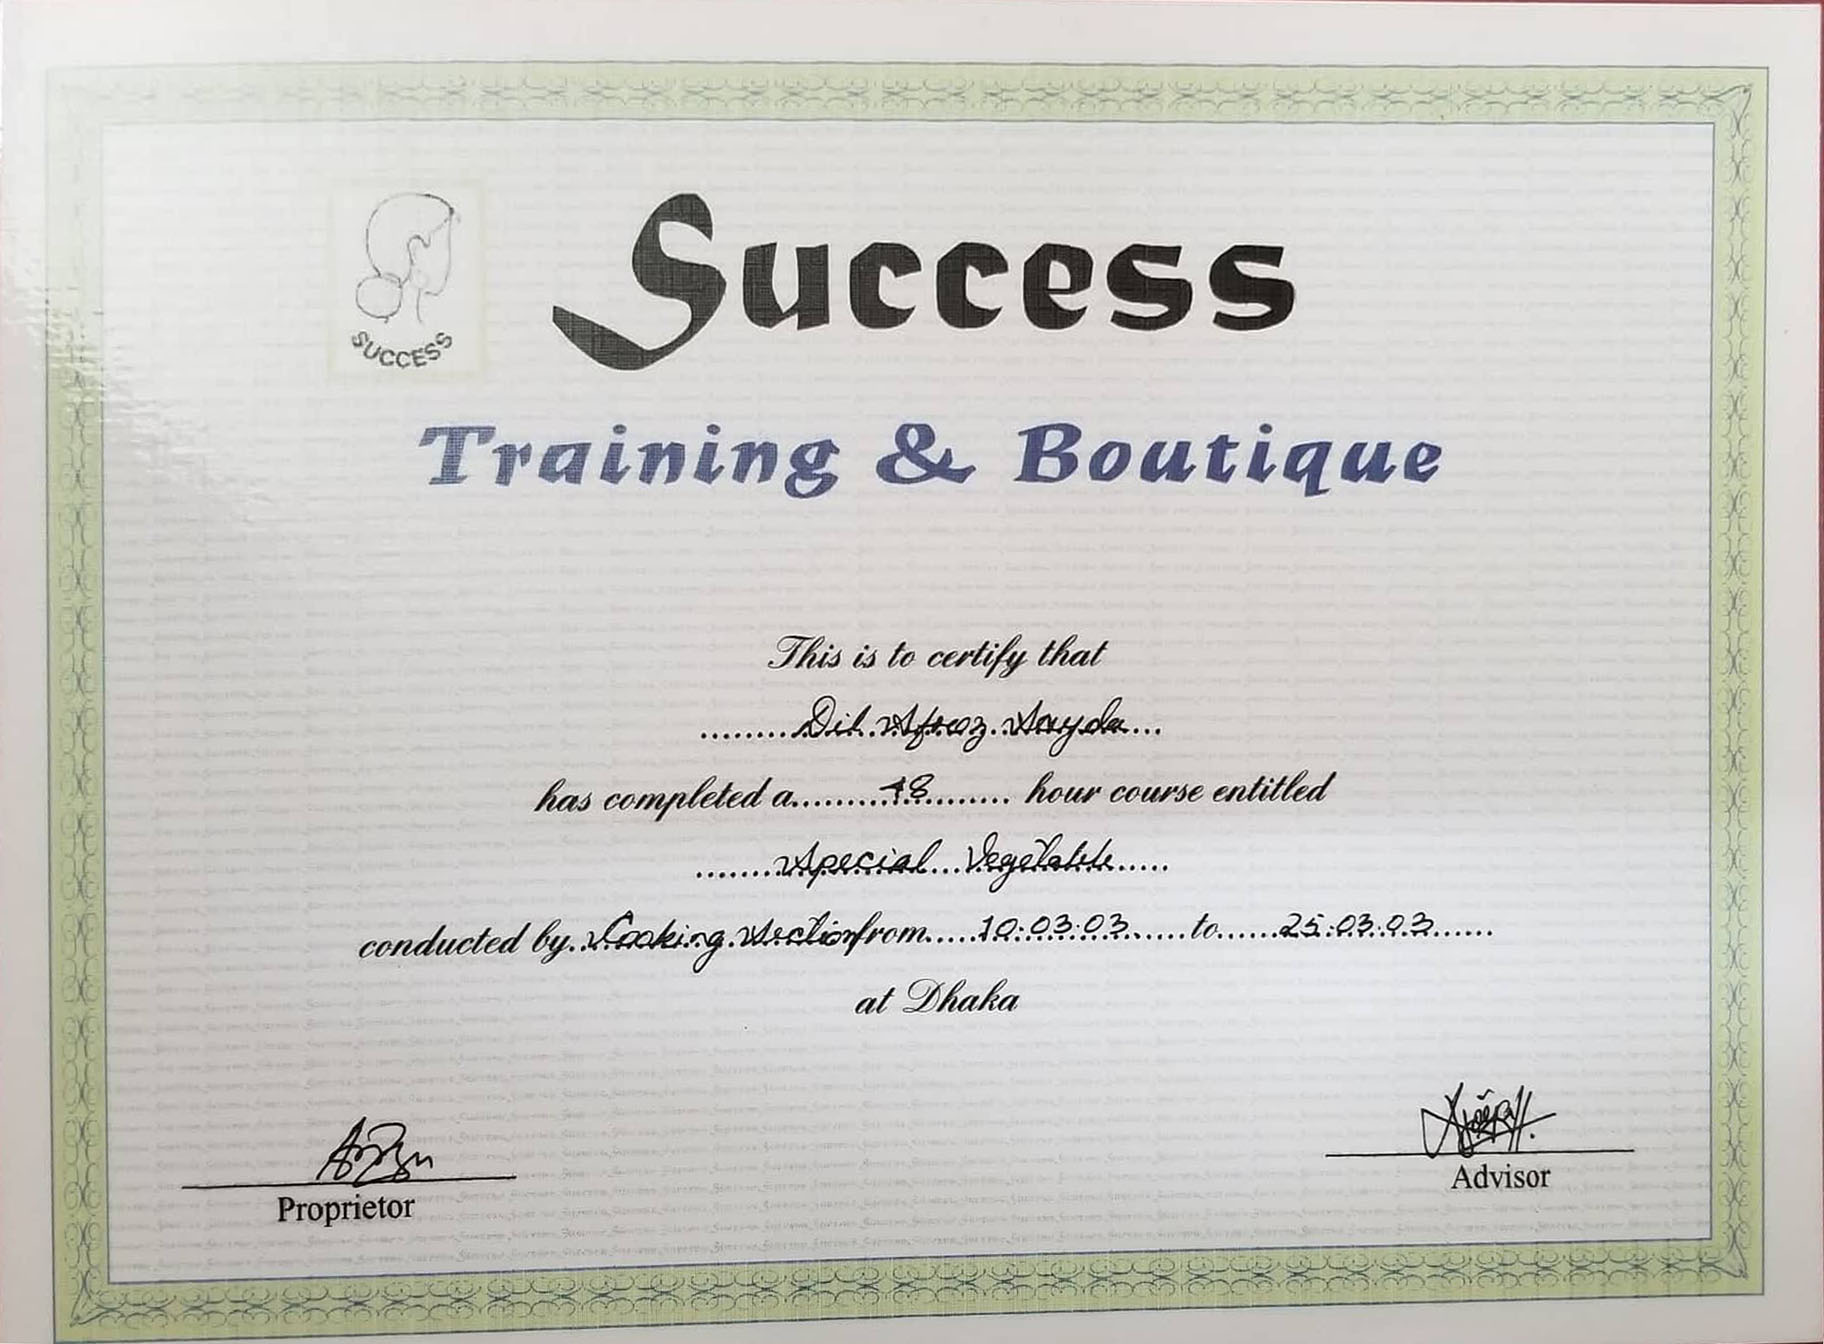 SUCCESS
Success
Training & Boutique
This is to certify that
........Dil Afroz Sayda...
has completed a.........48.......... hour course entitled
.......Special...Vegetable.....
conducted by..Cooking.Section from.....10:03:03......to......25:03:03......
at Dhaka
Proprietor
Advisor